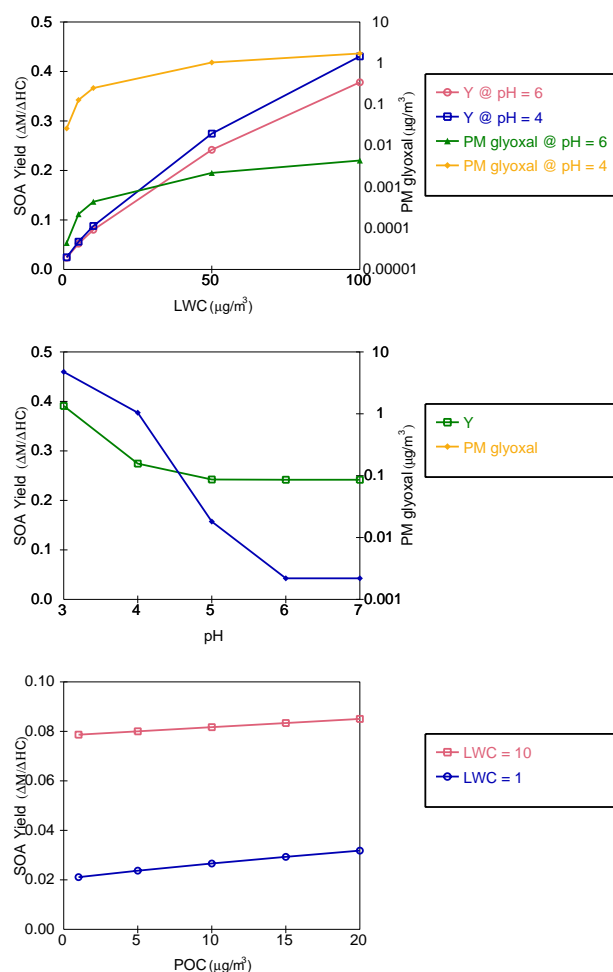 0.5
0.4
0.3
0.2
0.1
0.0
SOA Yield (ΔM/ΔHC)
10
1
0.1
0.01
0.001
0.0001
0.00001
PM glyoxal (μg/m³)
0
50
100
LWC (μg/m³)
Y @ pH = 6
Y @ pH = 4
PM glyoxal @ pH = 6
PM glyoxal @ pH = 4
0.5
0.4
0.3
0.2
0.1
0.0
SOA Yield (ΔM/ΔHC)
10
1
0.1
0.01
0.001
PM glyoxal (μg/m³)
3
4
5
6
7
pH
Y
PM glyoxal
0.10
0.08
0.06
0.04
0.02
0.00
SOA Yield (ΔM/ΔHC)
0
5
10
15
20
POC (μg/m³)
LWC = 10
LWC = 1